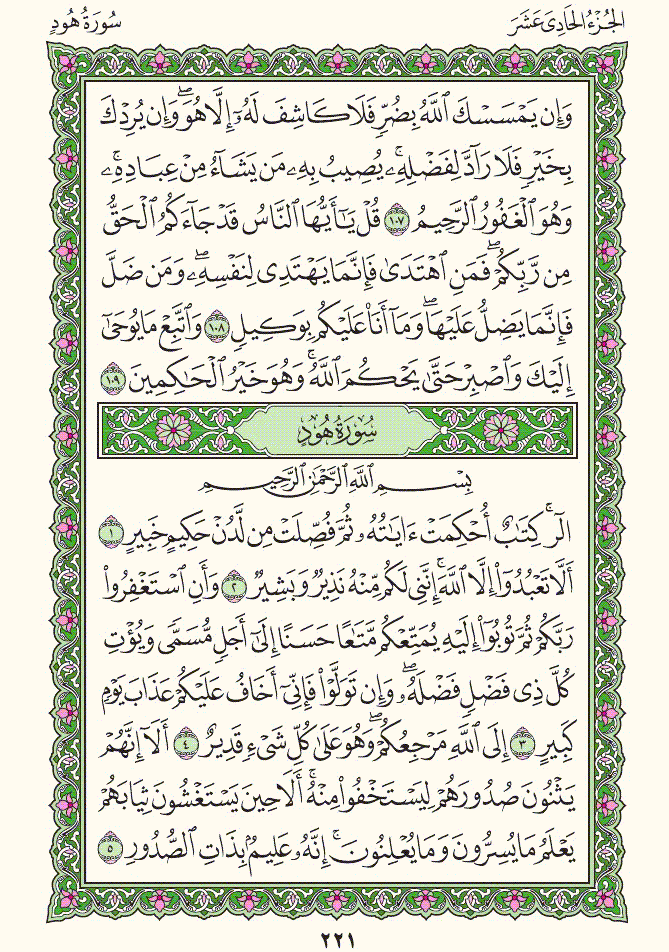 الجُزْءُ الحَادِيَ عَشَرَ
سُورَةُ هُودٍ
وَإِن يَمْسَسْكَ ٱللَّهُ بِضُرٍّ فَلَا كَاشِفَ لَهُۥٓ إِلَّا هُوَۖ وَإِن يُرِدْكَ
بِخَيْرٍ فَلَا رَآدَّ لِفَضْلِهِۦۚ يُصِيبُ بِهِۦ مَن يَشَآءُ مِنْ عِبَادِهِۦۚ
وَهُوَ ٱلْغَفُورُ ٱلرَّحِيمُ ١٠٧ قُلْ يَـٰٓأَيُّهَا ٱلنَّاسُ قَدْ جَآءَكُمُ ٱلْحَقُّ
مِن رَّبِّكُمْۖ فَمَنِ ٱهْتَدَىٰ فَإِنَّمَا يَهْتَدِى لِنَفْسِهِۦۖ وَمَن ضَلَّ
فَإِنَّمَا يَضِلُّ عَلَيْهَاۖ وَمَآ أَنَا۠ عَلَيْكُم بِوَكِيلٍ ١٠٨ وَٱتَّبِعْ مَا يُوحَىٰٓ
إِلَيْكَ وَٱصْبِرْ حَتَّىٰ يَحْكُمَ ٱللَّهُۚ وَهُوَ خَيْرُ ٱلْحَـٰكِمِينَ ١٠٩
سُورَةُ هُودٍ
بِسْمِ ٱللَّهِ ٱلرَّحْمَـٰنِ ٱلرَّحِيمِ
الٓرۚ كِتَـٰبٌ أُحْكِمَتْ ءَايَـٰتُهُۥ ثُمَّ فُصِّلَتْ مِن لَّدُنْ حَكِيمٍ خَبِيرٍ ١
أَلَّا تَعْبُدُوٓا۟ إِلَّا ٱللَّهَۚ إِنَّنِى لَكُم مِّنْهُ نَذِيرٌ وَبَشِيرٌ ٢ وَأَنِ ٱسْتَغْفِرُوا۟
رَبَّكُمْ ثُمَّ تُوبُوٓا۟ إِلَيْهِ يُمَتِّعْكُم مَّتَـٰعًا حَسَنًا إِلَىٰٓ أَجَلٍ مُّسَمًّى وَيُؤْتِ
كُلَّ ذِى فَضْلٍ فَضْلَهُۥۖ وَإِن تَوَلَّوْا۟ فَإِنِّىٓ أَخَافُ عَلَيْكُمْ عَذَابَ يَوْمٍ
كَبِيرٍ ٣ إِلَى ٱللَّهِ مَرْجِعُكُمْۖ وَهُوَ عَلَىٰ كُلِّ شَىْءٍ قَدِيرٌ ٤ أَلَآ إِنَّهُمْ
يَثْنُونَ صُدُورَهُمْ لِيَسْتَخْفُوا۟ مِنْهُۚ أَلَا حِينَ يَسْتَغْشُونَ ثِيَابَهُمْ
يَعْلَمُ مَا يُسِرُّونَ وَمَا يُعْلِنُونَۚ إِنَّهُۥ عَلِيمٌۢ بِذَاتِ ٱلصُّدُورِ ٥
٢٢١